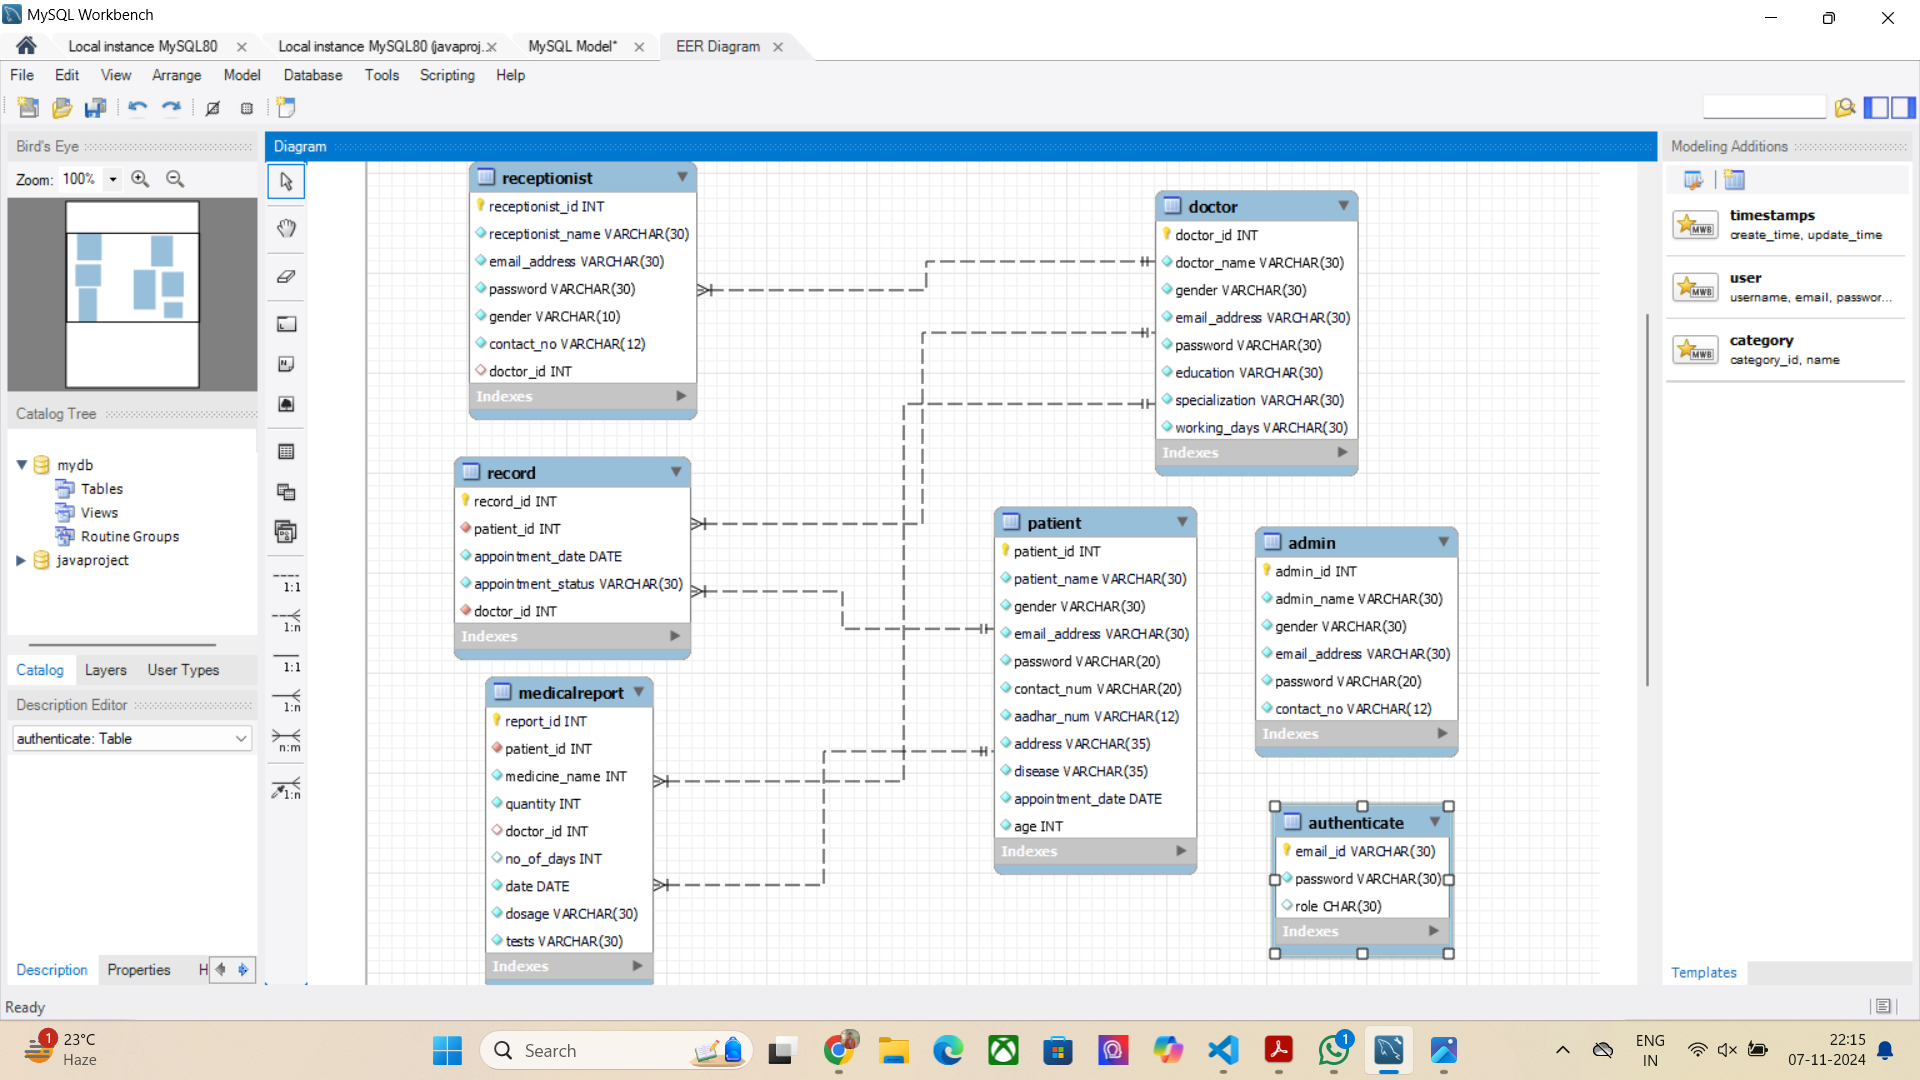 MySQL Workbench
Local instance MySQL80
Local instance MySQL80 (javaproj..
MySQL Model*
EER Diagram
File Edit View Arrange Model Database Tools Scripting Help
Bird's Eye
Zoom: 100%
Catalog Tree
mydb
Tables
Views
Routine Groups
javaproject
Catalog Layers User Types
Description Editor
authenticate: Table
Description Properties H
Ready
1:1
1:n
1:1
1:n
n:m
1:n
Diagram
receptionist
receptionist_id INT
receptionist_name VARCHAR(30)
email_address VARCHAR(30)
password VARCHAR(30)
gender VARCHAR(10)
contact_no VARCHAR(12)
doctor_id INT
Indexes
record
record_id INT
patient_id INT
appointment_date DATE
appointment_status VARCHAR(30)
doctor_id INT
Indexes
medicalreport
report_id INT
patient_id INT
medicine_name INT
quantity INT
doctor_id INT
no_of_days INT
date DATE
dosage VARCHAR(30)
tests VARCHAR(30)
Indexes
doctor
doctor_id INT
doctor_name VARCHAR(30)
gender VARCHAR(30)
email_address VARCHAR(30)
password VARCHAR(30)
education VARCHAR(30)
specialization VARCHAR(30)
working_days VARCHAR(30)
Indexes
patient
patient_id INT
patient_name VARCHAR(30)
gender VARCHAR(30)
email_address VARCHAR(30)
password VARCHAR(20)
contact_num VARCHAR(20)
aadhar_num VARCHAR(12)
address VARCHAR(35)
disease VARCHAR(35)
appointment_date DATE
age INT
Indexes
admin
admin_id INT
admin_name VARCHAR(30)
gender VARCHAR(30)
email_address VARCHAR(30)
password VARCHAR(20)
contact_no VARCHAR(12)
Indexes
authenticate
email_id VARCHAR(30)
password VARCHAR(30)
role CHAR(30)
Indexes
Modeling Additions
MWB
timestamps
create_time, update_time
MWB
user
username, email, passwor...
MWB
category
category_id, name
Templates
1
23°C
Haze
Search
1
ENG
IN
22:15
07-11-2024